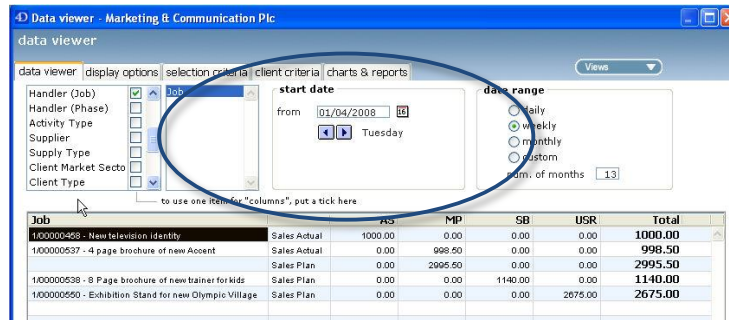 4D Data viewer - Marketing & Communication Plc
data viewer
Views
data viewer display options selection criteria client criteria charts & reports
Handler (Job)
Handler (Phase)
Activity Type
Supplier
Supply Type
Client Market Secto
Client Type
Job
start date
from 01/04/2008 16
Tuesday
date range
daily
weekly
monthly
custom
num. of months 13
to use one item for "columns", put a tick here
Job AS MP SB USR Total
1/00000458 - New television identity Sales Actual 1000.00 0.00 0.00 0.00 1000.00
1/00000537 - 4 page brochure of new Accent Sales Actual 0.00 998.50 0.00 0.00 998.50
Sales Plan 0.00 2995.50 0.00 0.00 2995.50
1/00000538 - 8 Page brochure of new trainer for kids Sales Plan 0.00 0.00 1140.00 0.00 1140.00
1/00000550 - Exhibition Stand for new Olympic Village Sales Plan 0.00 0.00 0.00 2675.00 2675.00